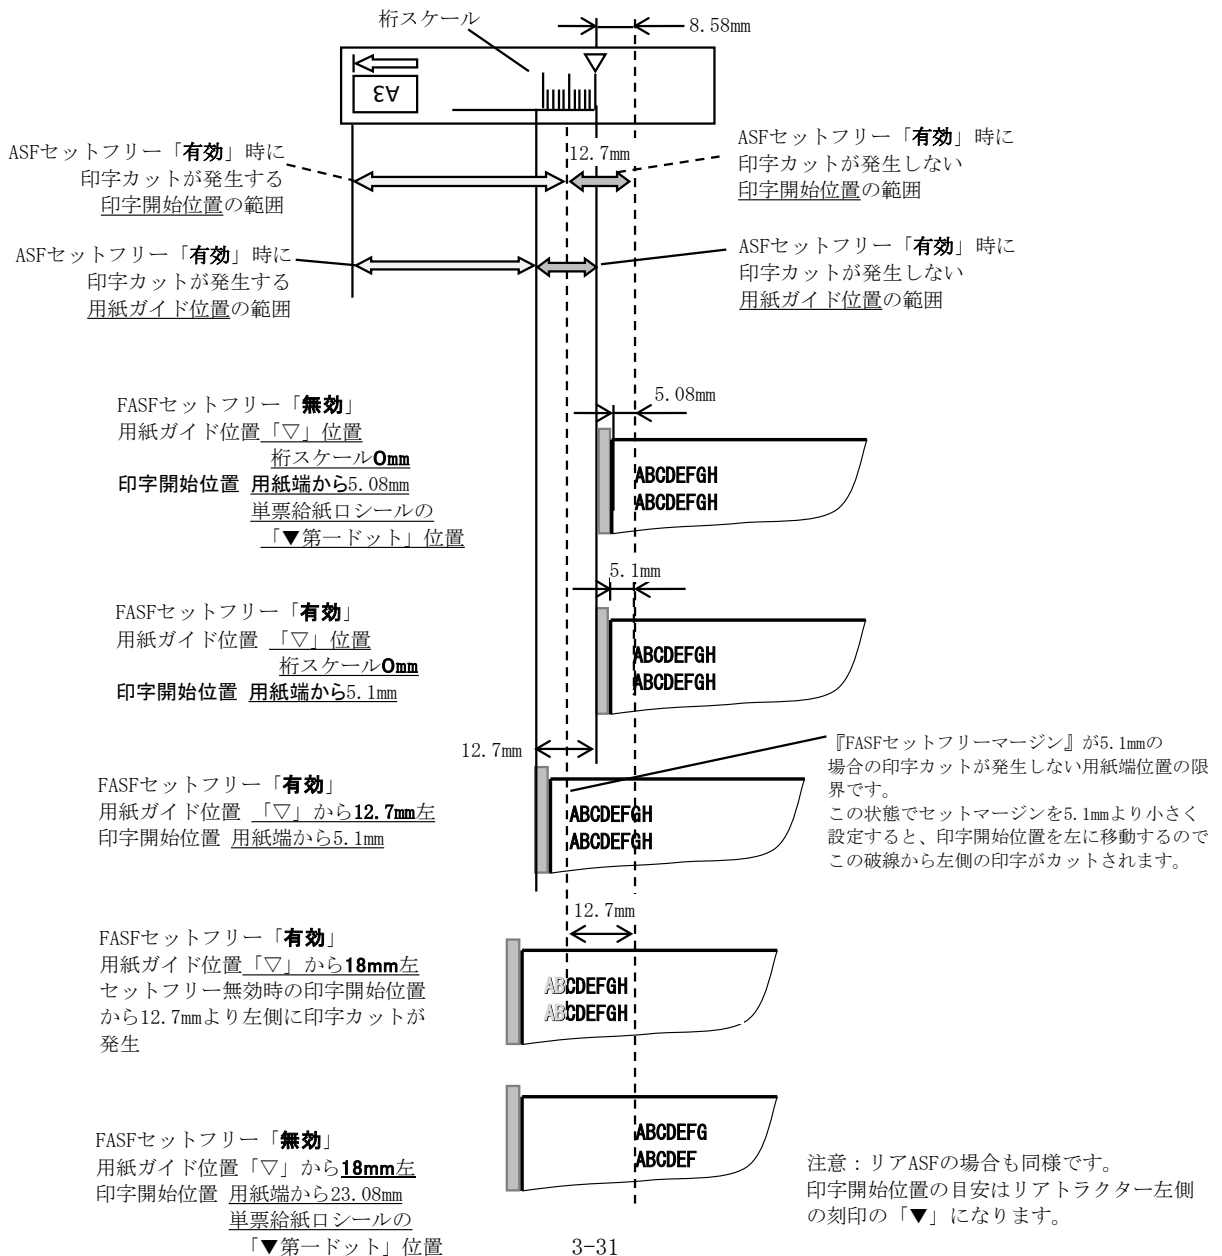 桁スケール
8.58mm
A3
ASFセットフリー「有効」時に
印字カットが発生する
印字開始位置の範囲
12.7mm
ASFセットフリー「有効」時に
印字カットが発生しない
印字開始位置の範囲
ASFセットフリー「有効」時に
印字カットが発生する
用紙ガイド位置の範囲
ASFセットフリー「有効」時に
印字カットが発生しない
用紙ガイド位置の範囲
FASFセットフリー「無効」
用紙ガイド位置「▽」位置
桁スケール0mm
印字開始位置 用紙端から5.08mm
単票給紙口シールの
「▼第一ドット」位置
5.08mm
ABCDEFGH
ABCDEFGH
FASFセットフリー「有効」
用紙ガイド位置 「▽」位置
桁スケール0mm
印字開始位置 用紙端から5.1mm
5.1mm
ABCDEFGH
ABCDEFGH
12.7mm
FASFセットフリー「有効」
用紙ガイド位置 「▽」から12.7mm左
印字開始位置 用紙端から5.1mm
ABCDEFGH
ABCDEFGH
『FASFセットフリーマージン』が5.1mmの
場合の印字カットが発生しない用紙端位置の限
界です。
この状態でセットマージンを5.1mmより小さく
設定すると、印字開始位置を左に移動するので
この破線から左側の印字がカットされます。
12.7mm
FASFセットフリー「有効」
用紙ガイド位置「▽」から18mm左
セットフリー無効時の印字開始位置
から12.7mmより左側に印字カットが
発生
ABCDEFGH
ABCDEFGH
FASFセットフリー「無効」
用紙ガイド位置「▽」から18mm左
印字開始位置 用紙端から23.08mm
単票給紙口シールの
「▼第一ドット」位置
ABCDEFG
ABCDEF
注意：リアASFの場合も同様です。
印字開始位置の目安はリアトラクター左側
の刻印の「▼」になります。
3-31